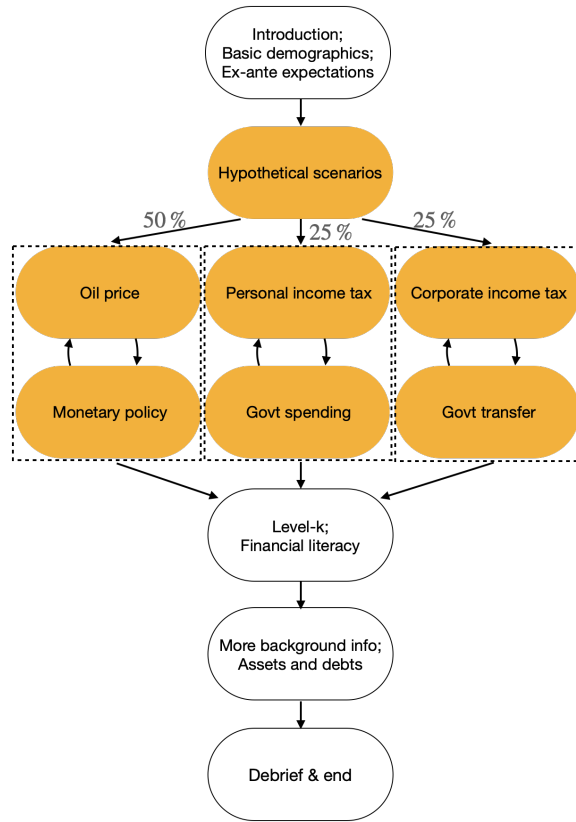 Introduction;
Basic demographics;
Ex-ante expectations
Hypothetical scenarios
50 %
25 %
25 %
Oil price
Personal income tax
Corporate income tax
Monetary policy
Govt spending
Govt transfer
Level-k;
Financial literacy
More background info;
Assets and debts
Debrief & end